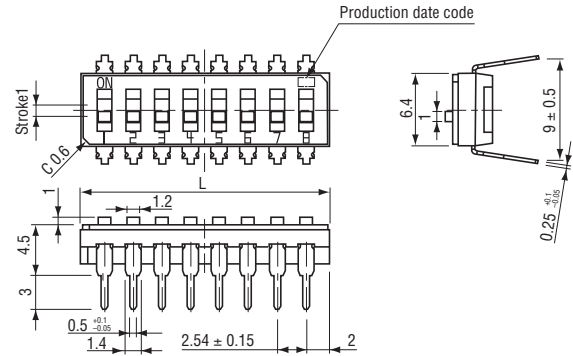 Production date code
ON
1 2 3 4 5 6 7 8
Stroke1
C 0.6
6.4
1
9 ± 0.5
0.25 +0.1 -0.05
L
1.2
1
4.5
3
0.5 +0.1 -0.05
1.4
2.54 ± 0.15
2